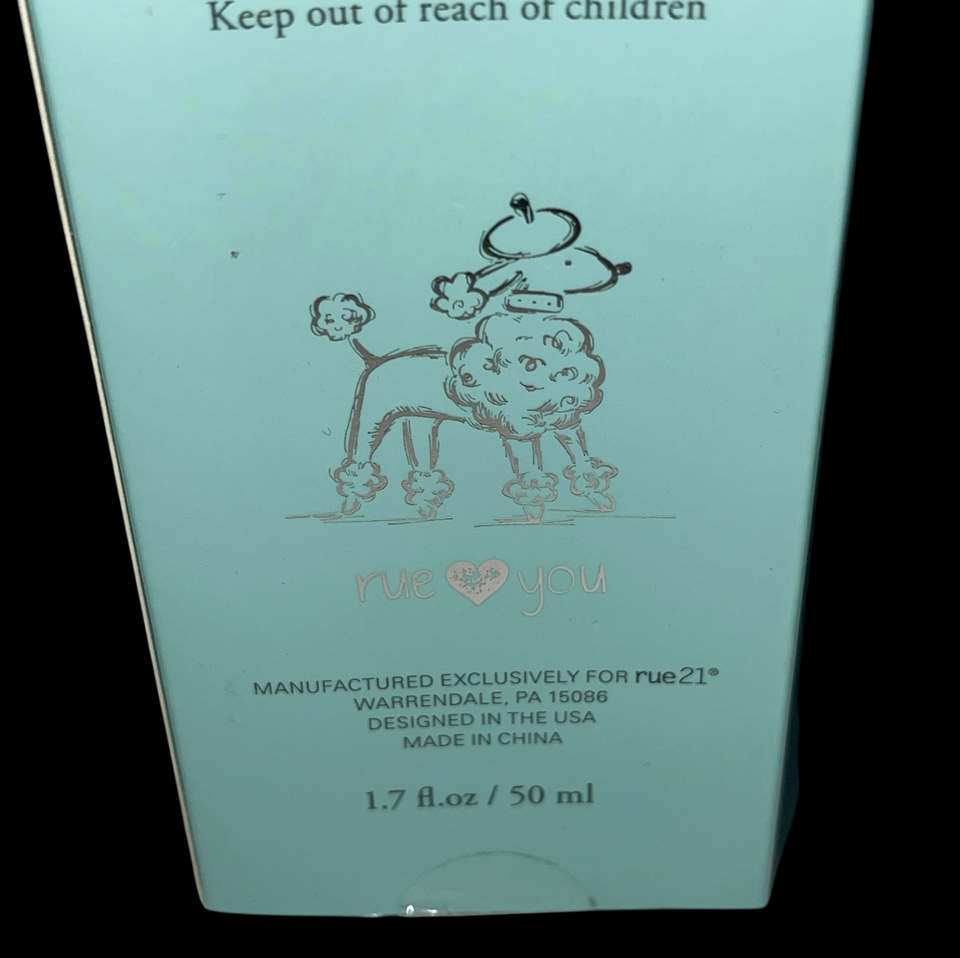 Keep out of reach of children
rue you
MANUFACTURED EXCLUSIVELY FOR rue21®
WARRENDALE, PA 15086
DESIGNED IN THE USA
MADE IN CHINA
1.7 fl.oz / 50 ml